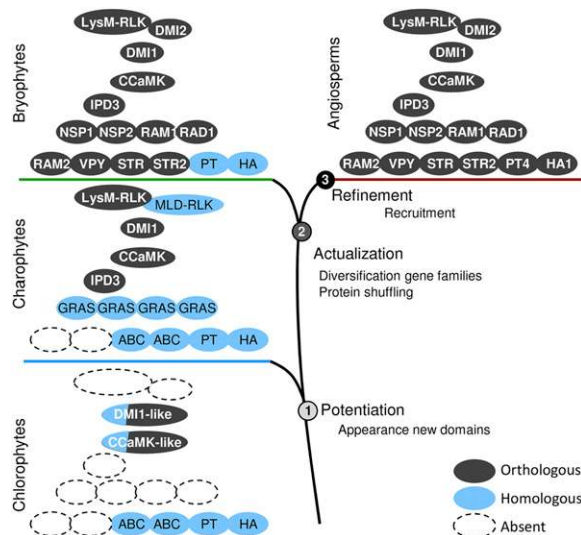 Bryophytes
LysM-RLK DMI2
DMI1
CCaMK
IPD3
NSP1 NSP2 RAM1 RAD1
RAM2 VPY STR STR2 PT HA
Angiosperms
LysM-RLK DMI2
DMI1
CCaMK
IPD3
NSP1 NSP2 RAM1 RAD1
RAM2 VPY STR STR2 PT4 HA1
3
Refinement
Recruitment
2
Actualization
Diversification gene families
Protein shuffling
Charophytes
LysM-RLK MLD-RLK
DMI1
CCaMK
IPD3
GRAS GRAS GRAS GRAS
ABC ABC PT HA
1 Potentiation
Appearance new domains
Chlorophytes
DMI1-like
CCaMK-like
ABC ABC PT HA
Orthologous
Homologous
Absent